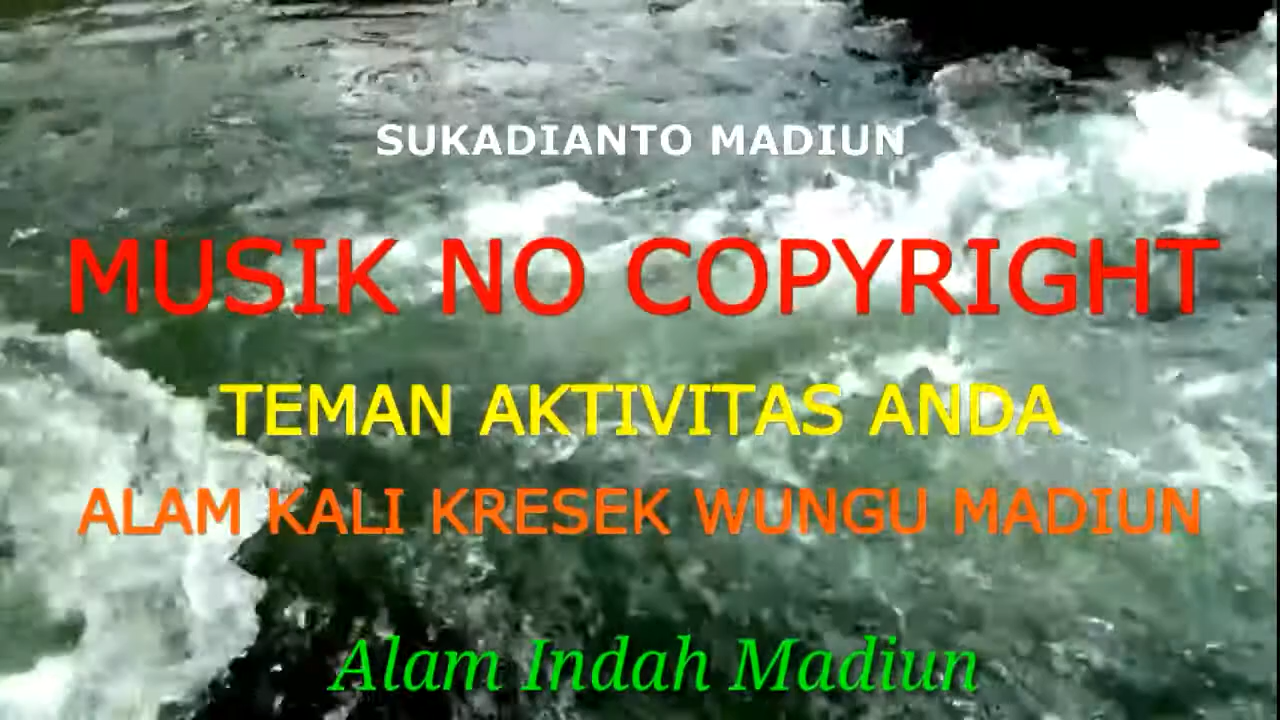 SUKADIANTO MADIUN
MUSIK NO COPYRIGHT
TEMAN AKTIVITAS ANDA
ALAM KALI KRESEK WUNGU MADIUN
Alam Indah Madiun